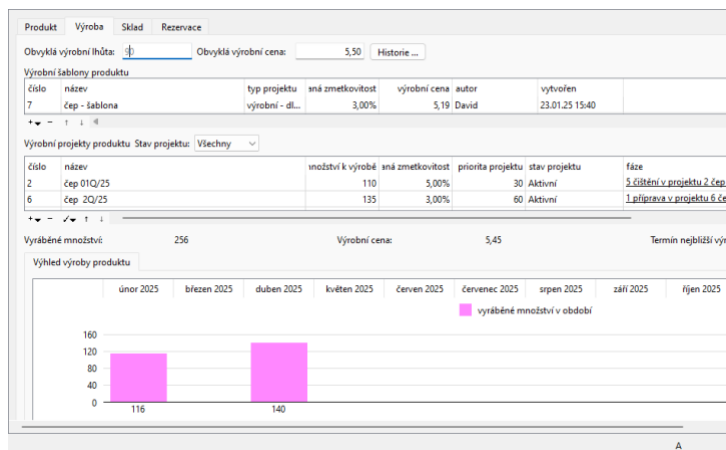 Produkt Výroba Sklad Rezervace
Obvyklá výrobní lhůta: 90 Obvyklá výrobní cena: 5,50 Historie ...
Výrobní šablony produktu
číslo název typ projektu aná zmetkovitost výrobní cena autor vytvořen
7 čep - šablona výrobní - dl... 3,00% 5,19 David 23.01.25 15:40
Výrobní projekty produktu Stav projektu: Všechny
číslo název množství k výrobě aná zmetkovitost priorita projektu stav projektu fáze
2 čep 01Q/25 110 5,00% 30 Aktivní 5 čištění v projektu 2 čep
6 čep 2Q/25 135 3,00% 60 Aktivní 1 příprava v projektu 6 če
Vyráběné množství: 256 Výrobní cena: 5,45 Termín nejbližší výr
Výhled výroby produktu
únor 2025 březen 2025 duben 2025 květen 2025 červen 2025 červenec 2025 srpen 2025 září 2025 říjen 2025
vyráběné množství v období
160
120
80
40
0
116 140
A